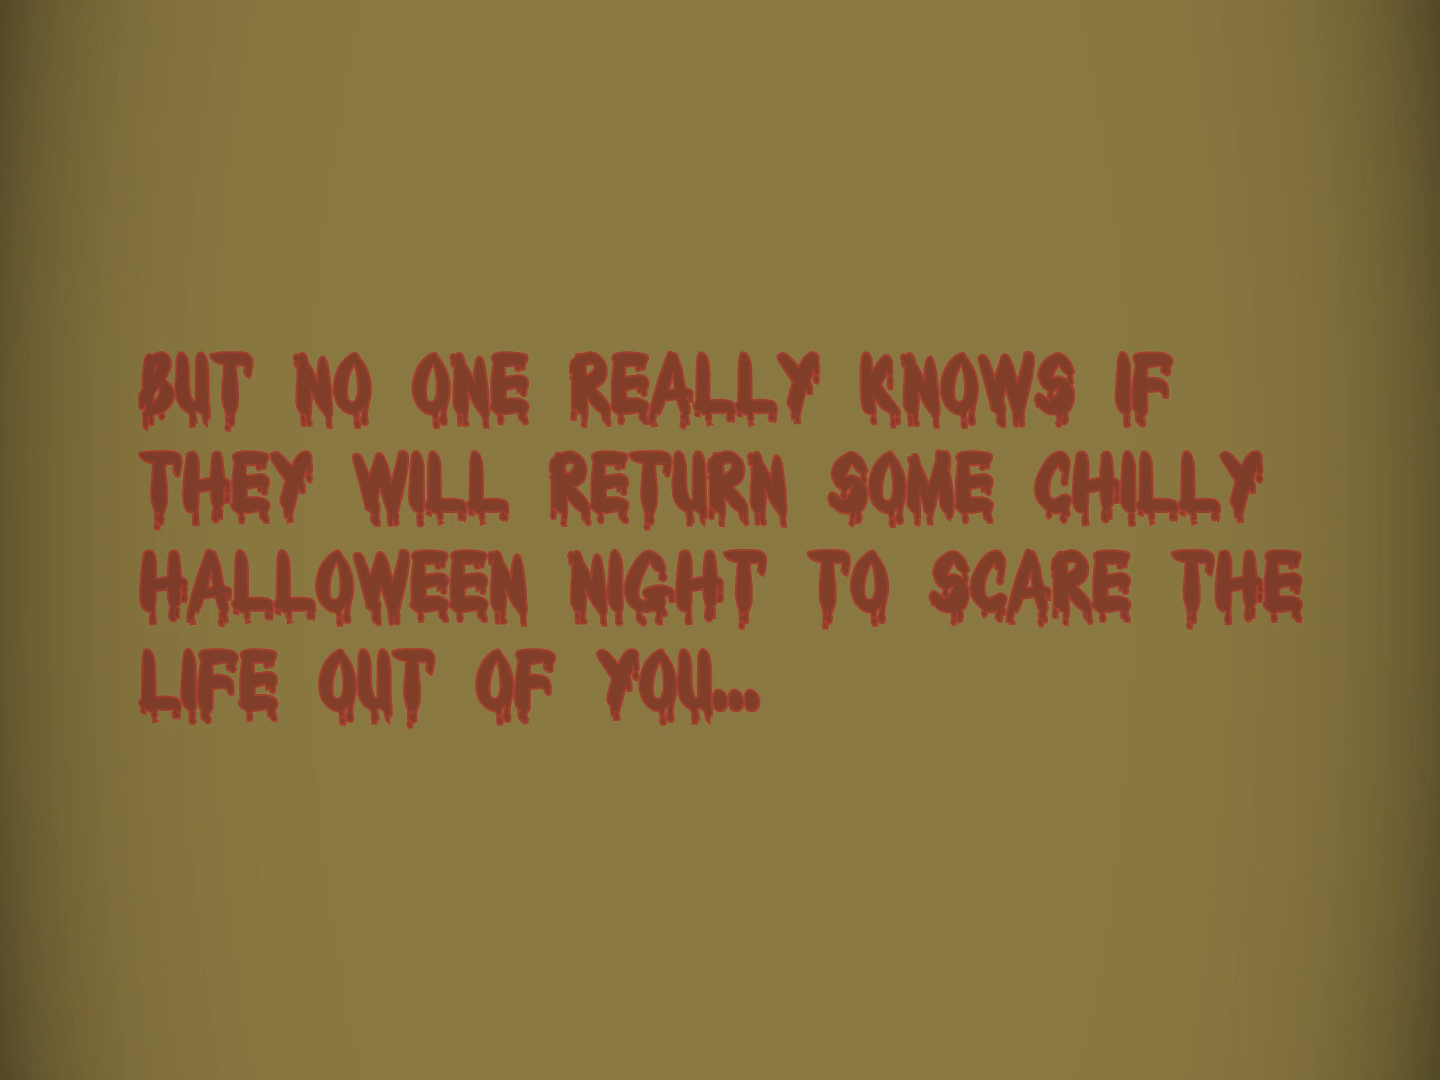 BUT NO ONE REALLY KNOWS IF
THEY WILL RETURN SOME CHILLY
HALLOWEEN NIGHT TO SCARE THE
LIFE OUT OF YOU...